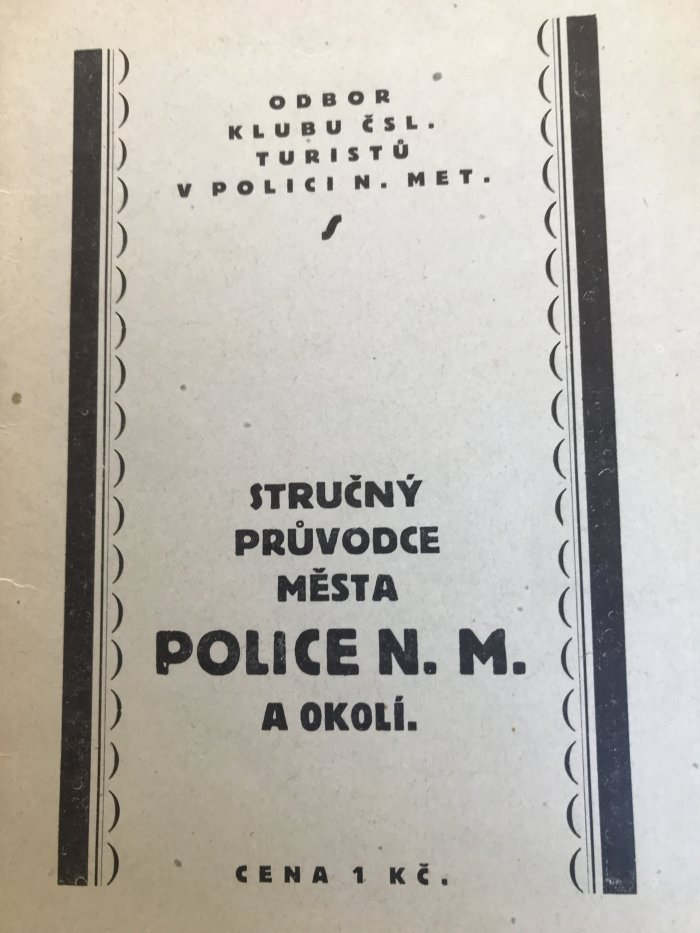 ODBOR
KLUBU ČSL.
TURISTŮ
V POLICI N. MET.
STRUČNÝ
PRŮVODCE
MĚSTA
POLICE N. M.
A OKOLÍ.
CENA 1 KČ.